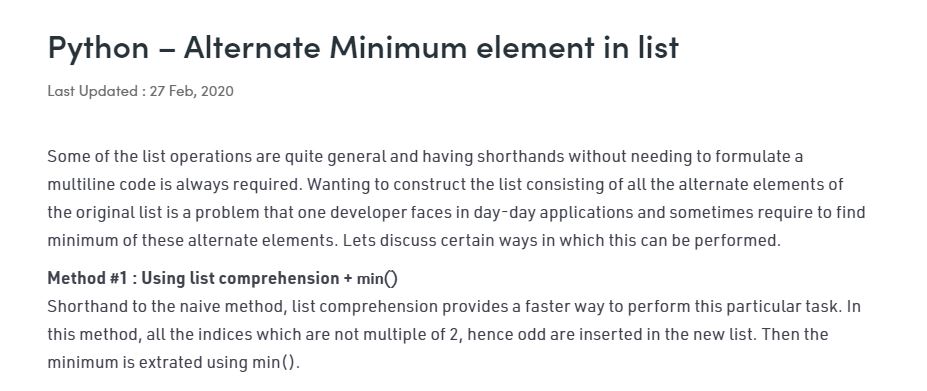 Python – Alternate Minimum element in list
Last Updated : 27 Feb, 2020
Some of the list operations are quite general and having shorthands without needing to formulate a
multiline code is always required. Wanting to construct the list consisting of all the alternate elements of
the original list is a problem that one developer faces in day-day applications and sometimes require to find
minimum of these alternate elements. Lets discuss certain ways in which this can be performed.
Method #1 : Using list comprehension + min()
Shorthand to the naive method, list comprehension provides a faster way to perform this particular task. In
this method, all the indices which are not multiple of 2, hence odd are inserted in the new list. Then the
minimum is extrated using min().